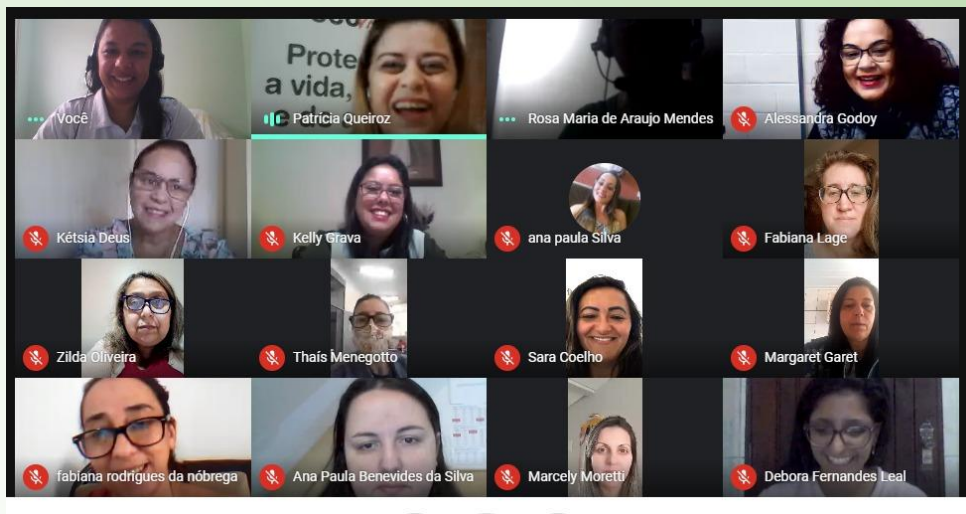 Prote
a vida,
e do
Você
Patrícia Queiroz
Rosa Maria de Araujo Mendes
Alessandra Godoy
Kétsia Deus
Kelly Grava
ana paula Silva
Fabiana Lage
Zilda Oliveira
Thaís Menegotto
Sara Coelho
Margaret Garet
fabiana rodrigues da nóbrega
Ana Paula Benevides da Silva
Marcely Moretti
Debora Fernandes Leal